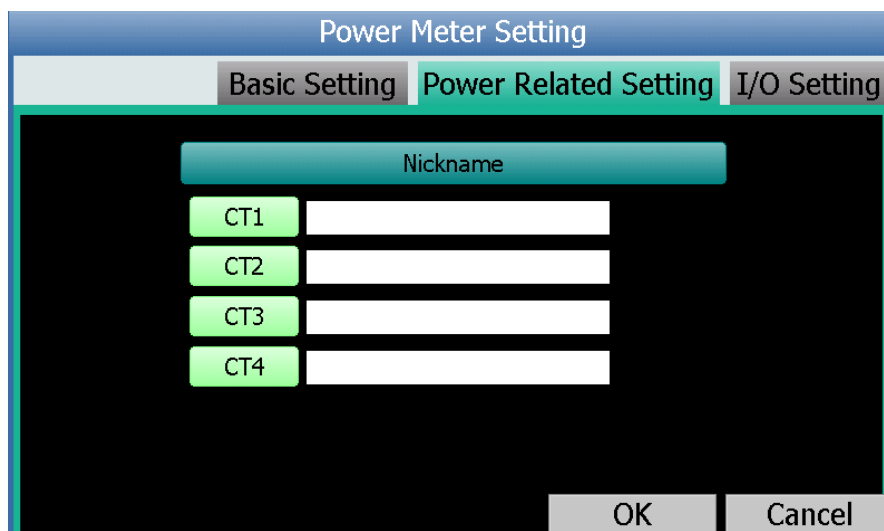 Power Meter Setting
Basic Setting Power Related Setting I/O Setting
Nickname
CT1
CT2
CT3
CT4
OK Cancel